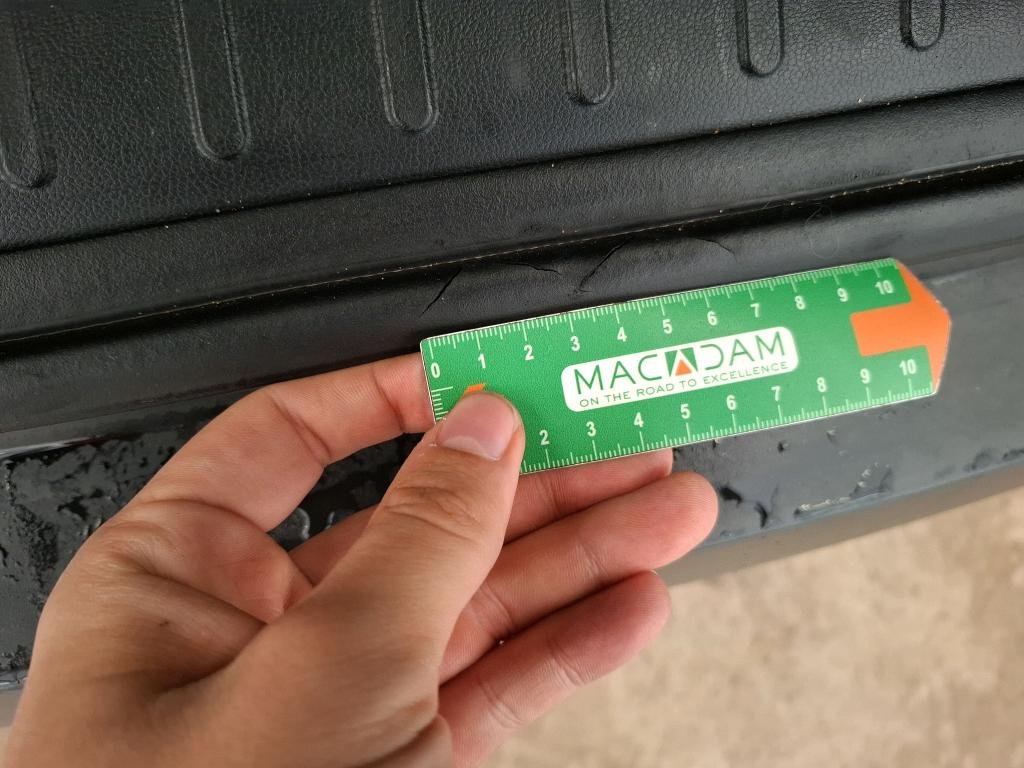 0 1 2 3 4 5 6 7 8 9 10
MACADAM
ON THE ROAD TO EXCELLENCE
2 3 4 5 6 7 8 10